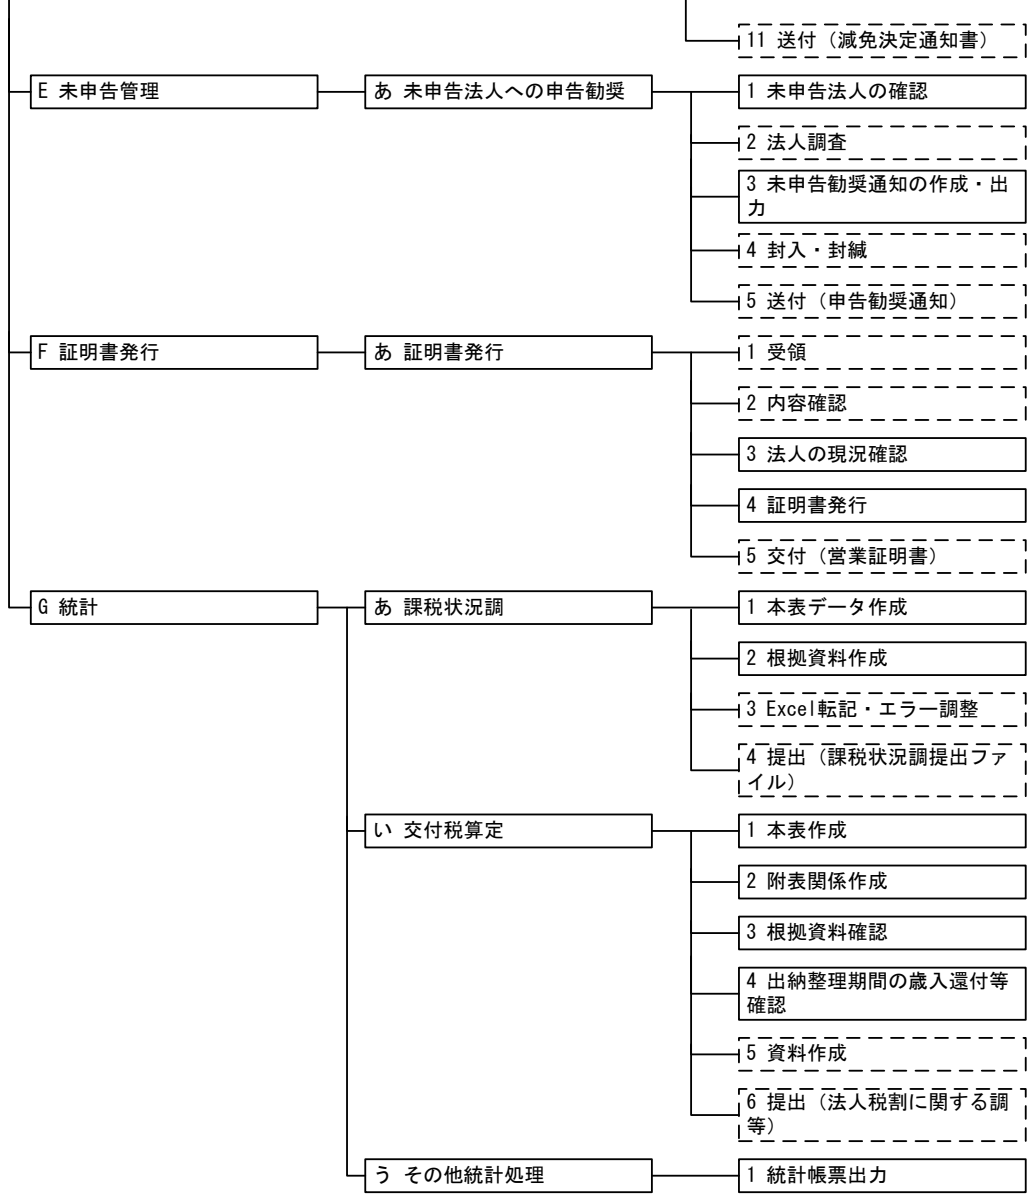 11 送付（減免決定通知書）
E 未申告管理
あ 未申告法人への申告勧奨
1 未申告法人の確認
2 法人調査
3 未申告勧奨通知の作成・出
力
4 封入・封緘
5 送付（申告勧奨通知）
F 証明書発行
あ 証明書発行
1 受領
2 内容確認
3 法人の現況確認
4 証明書発行
5 交付（営業証明書）
G 統計
あ 課税状況調
1 本表データ作成
2 根拠資料作成
3 Excel転記・エラー調整
4 提出（課税状況調提出ファ
イル）
い 交付税算定
1 本表作成
2 附表関係作成
3 根拠資料確認
4 出納整理期間の歳入還付等
確認
5 資料作成
6 提出（法人税割に関する調
等）
う その他統計処理
1 統計帳票出力